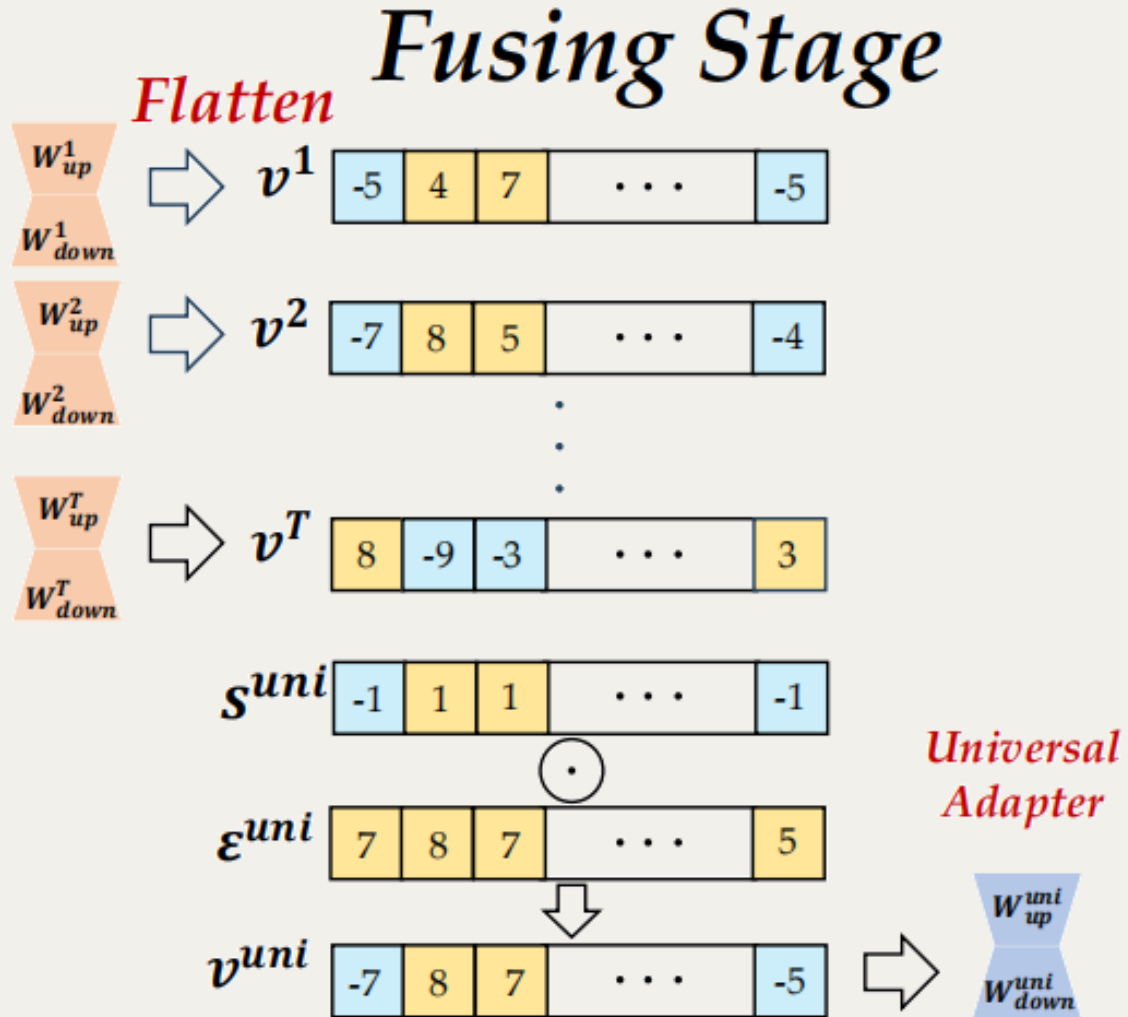 Fusing Stage
Flatten
W^1_up
W^1_down
v^1 -5 4 7 ··· -5
W^2_up
W^2_down
v^2 -7 8 5 ··· -4
W^T_up
W^T_down
v^T 8 -9 -3 ··· 3
s^uni -1 1 1 ··· -1
ε^uni 7 8 7 ··· 5
v^uni -7 8 7 ··· -5
Universal
Adapter
W^uni_up
W^uni_down